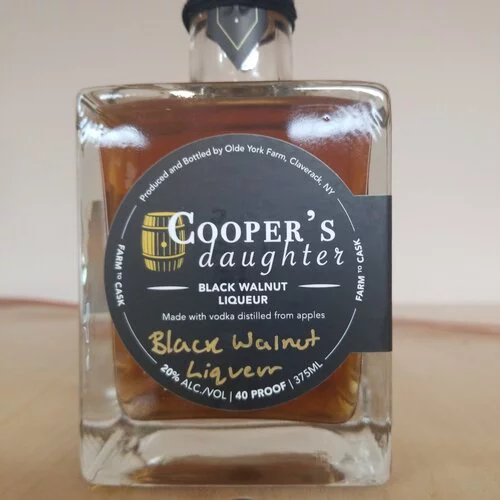 Produced and Bottled by Olde York Farm, Claverack, NY
COOPER'S
daughter
FARM TO CASK
FARM TO CASK
BLACK WALNUT
LIQUEUR
Made with vodka distilled from apples
Black Walnut
Liqueur
20% ALC./VOL | 40 PROOF | 375ML